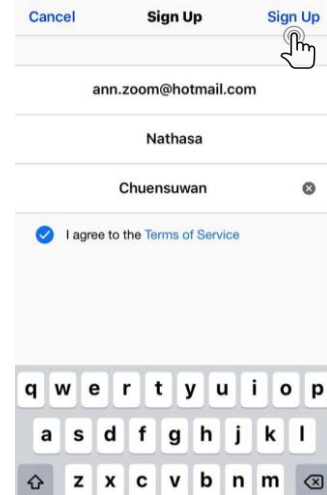 Cancel Sign Up Sign Up
ann.zoom@hotmail.com
Nathasa
Chuensuwan
I agree to the Terms of Service
q w e r t y u i o p
a s d f g h j k l
z x c v b n m